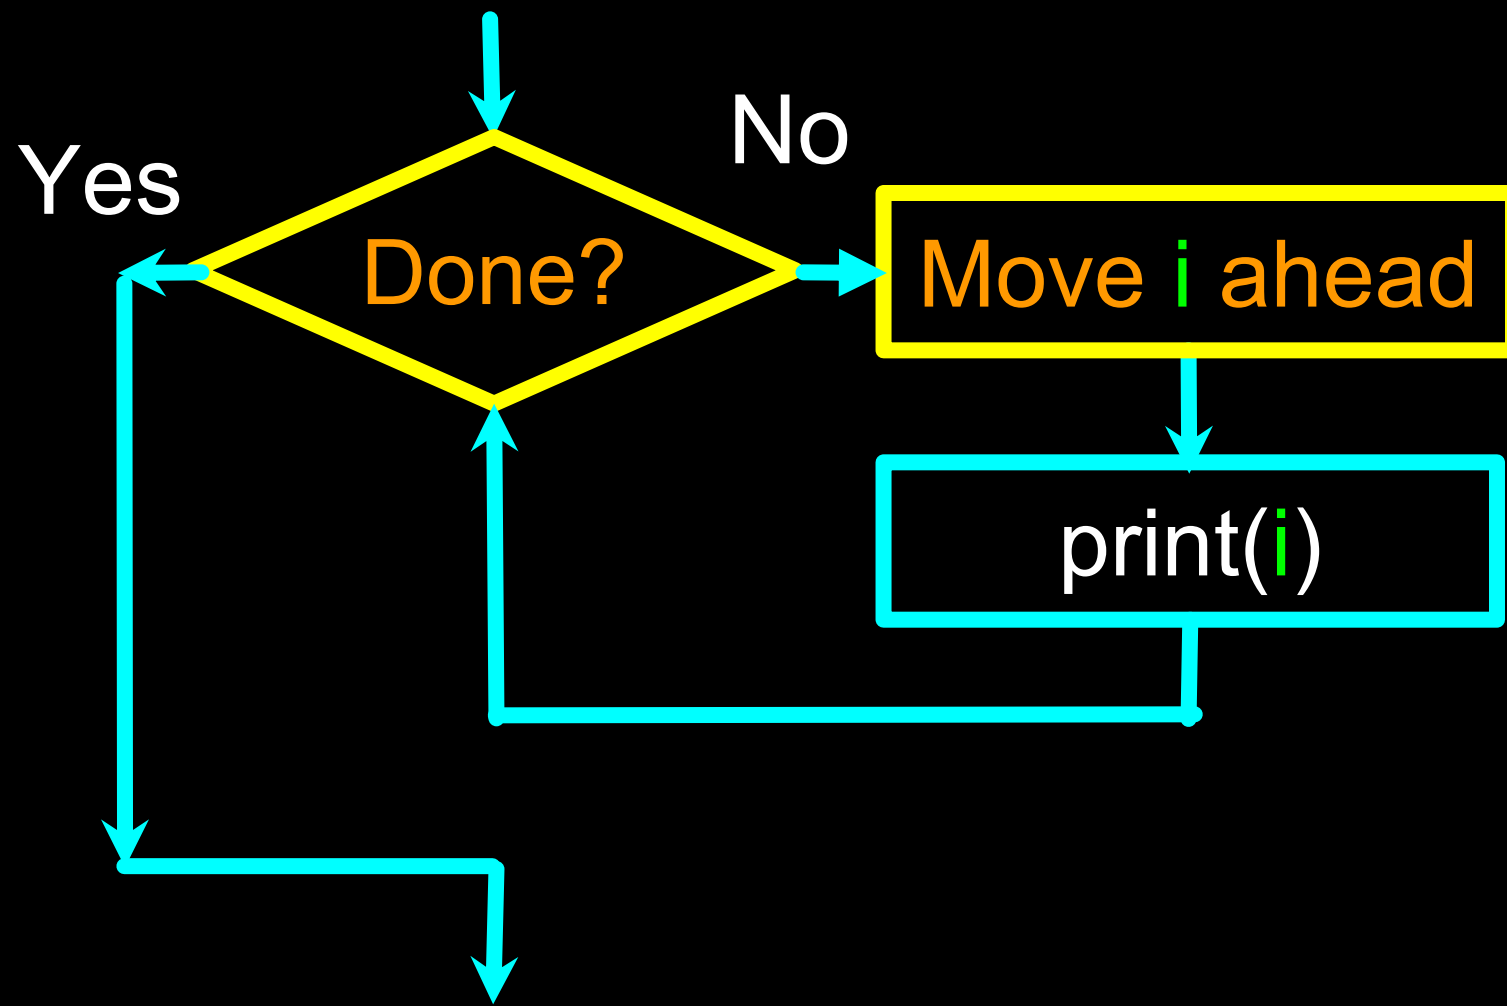 No
Yes
Done?
Move i ahead
print(i)